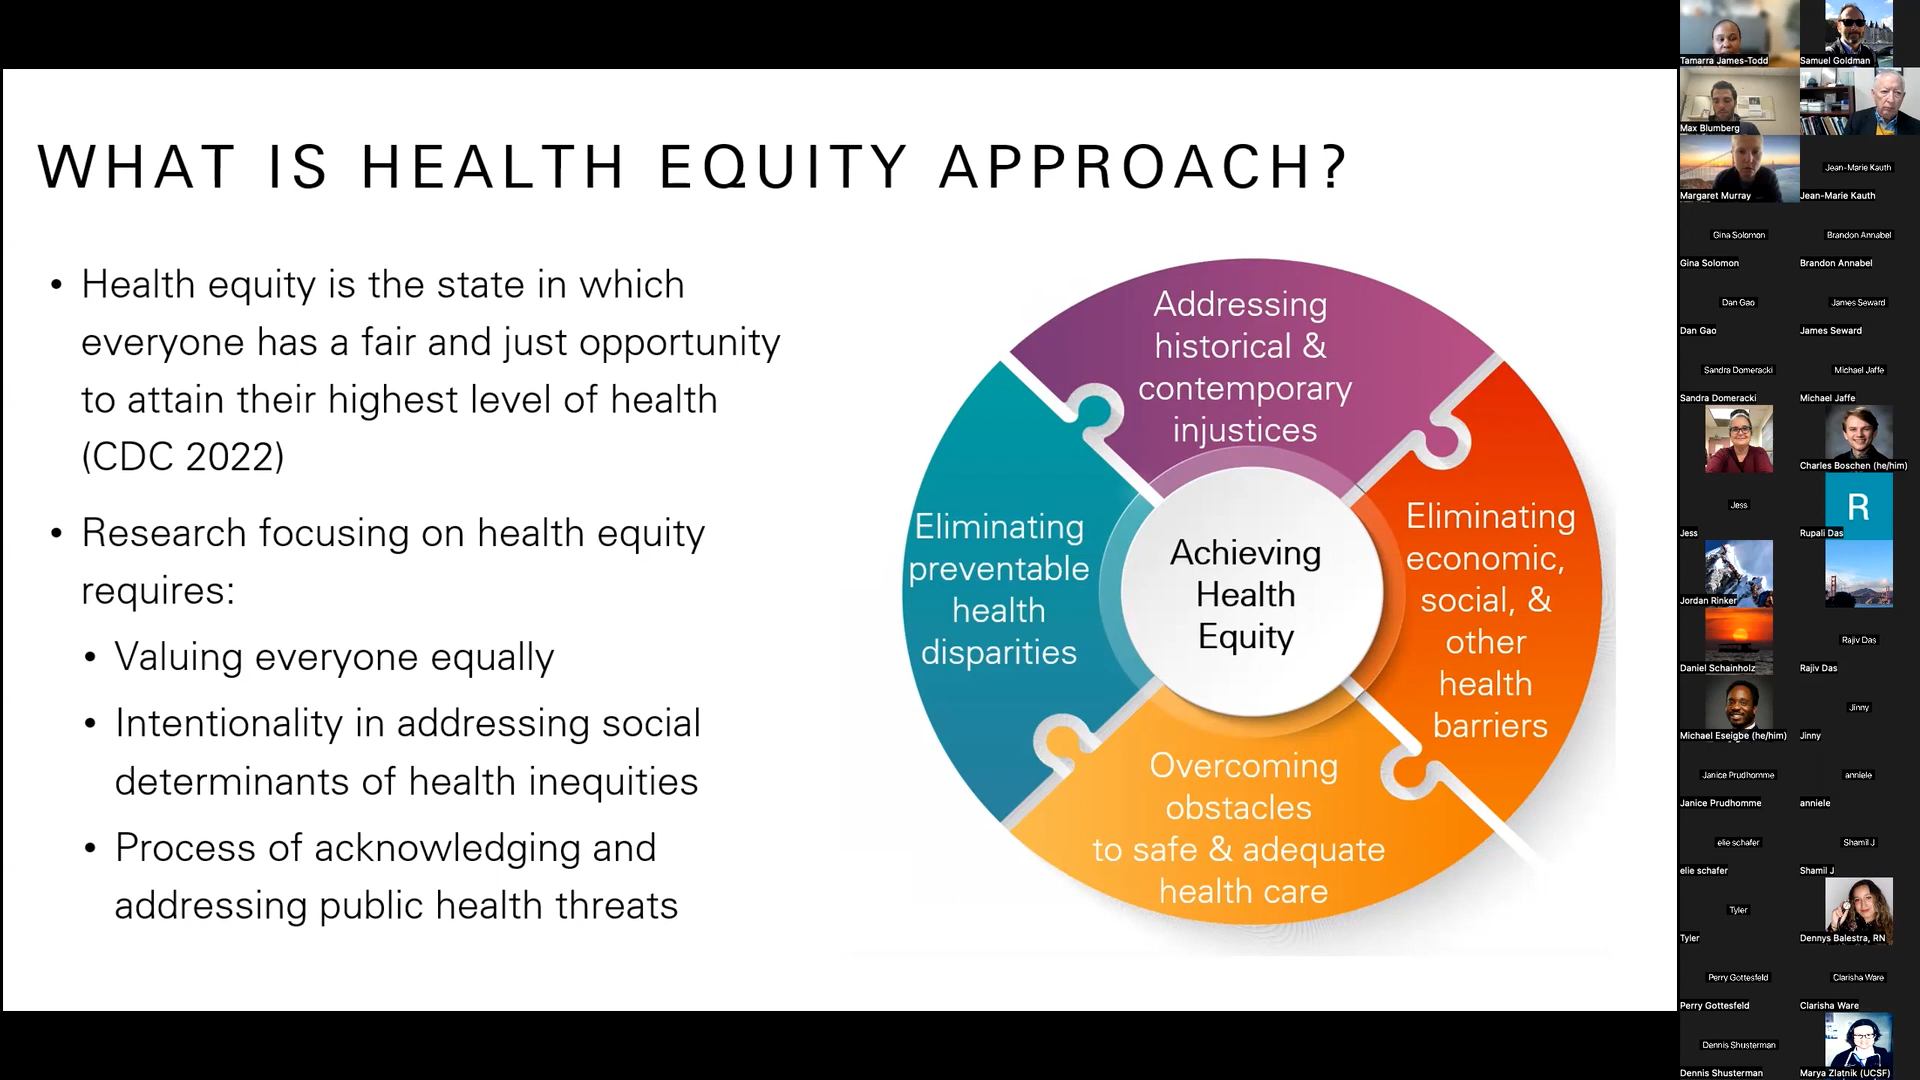 WHAT IS HEALTH EQUITY APPROACH?
• Health equity is the state in which
everyone has a fair and just opportunity
to attain their highest level of health
(CDC 2022)
• Research focusing on health equity
requires:
• Valuing everyone equally
• Intentionality in addressing social
determinants of health inequities
• Process of acknowledging and
addressing public health threats
Addressing
historical &
contemporary
injustices
Eliminating
preventable
health
disparities
Achieving
Health
Equity
Eliminating
economic,
social, &
other
health
barriers
Overcoming
obstacles
to safe & adequate
health care
Tamarra James-Todd
Samuel Goldman
Max Blumberg
Margaret Murray
Jean-Marie Kauth
Jean-Marie Kauth
Gina Solomon
Brandon Annabel
Gina Solomon
Brandon Annabel
Dan Gao
James Seward
Dan Gao
James Seward
Sandra Domeracki
Michael Jaffe
Sandra Domeracki
Michael Jaffe
Charles Boschen (he/him)
Jess
R
Jess
Rupali Das
Jordan Rinker
Daniel Schainholz
Rajiv Das
Rajiv Das
Michael Eseigbe (he/him)
Jinny
Jinny
Janice Prudhomme
anniele
Janice Prudhomme
anniele
elie schafer
Shamil J
elie schafer
Shamil J
Tyler
Tyler
Dennys Balestra, RN
Perry Gottesfeld
Clarisha Ware
Perry Gottesfeld
Clarisha Ware
Dennis Shusterman
Dennis Shusterman
Marya Zlatnik (UCSF)